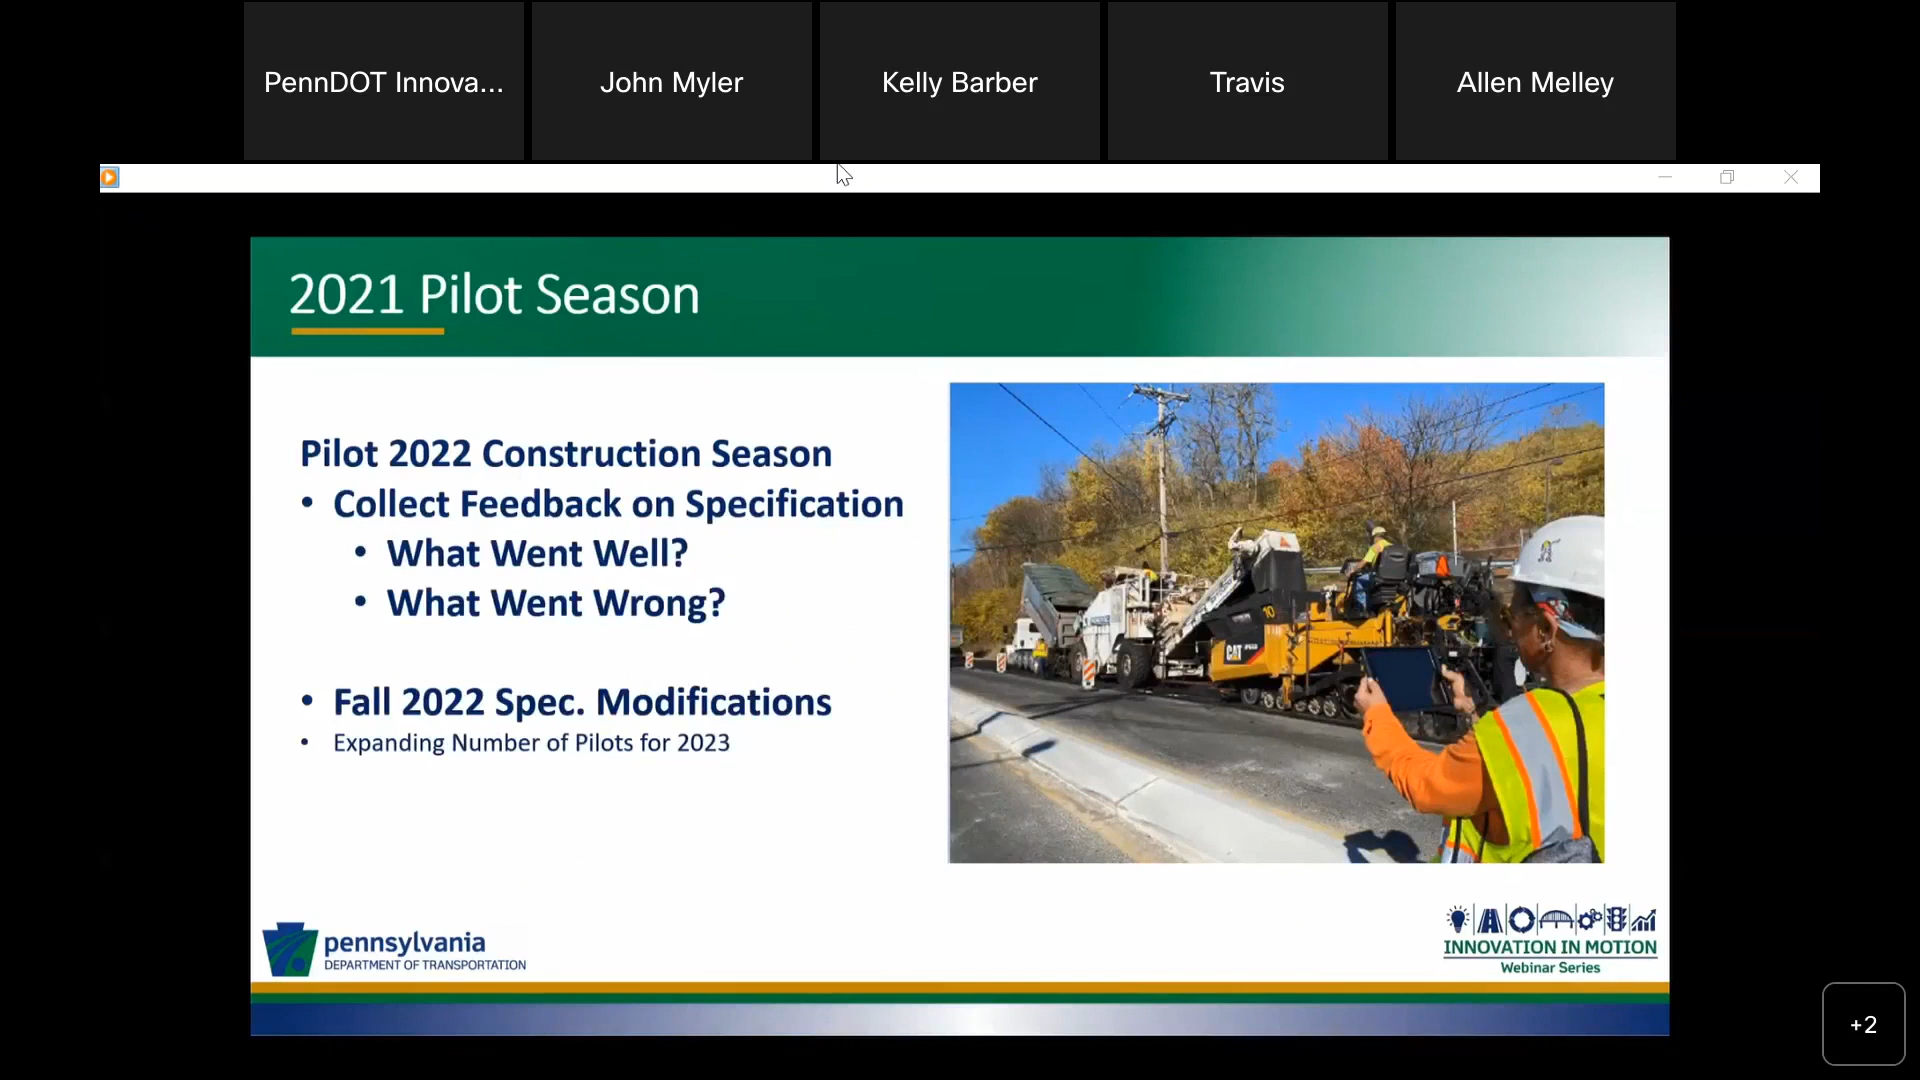 PennDOT Innova...
John Myler
Kelly Barber
Travis
Allen Melley
2021 Pilot Season
Pilot 2022 Construction Season
• Collect Feedback on Specification
• What Went Well?
• What Went Wrong?
• Fall 2022 Spec. Modifications
• Expanding Number of Pilots for 2023
CAT
10
pennsylvania
DEPARTMENT OF TRANSPORTATION
INNOVATION IN MOTION
Webinar Series
+2